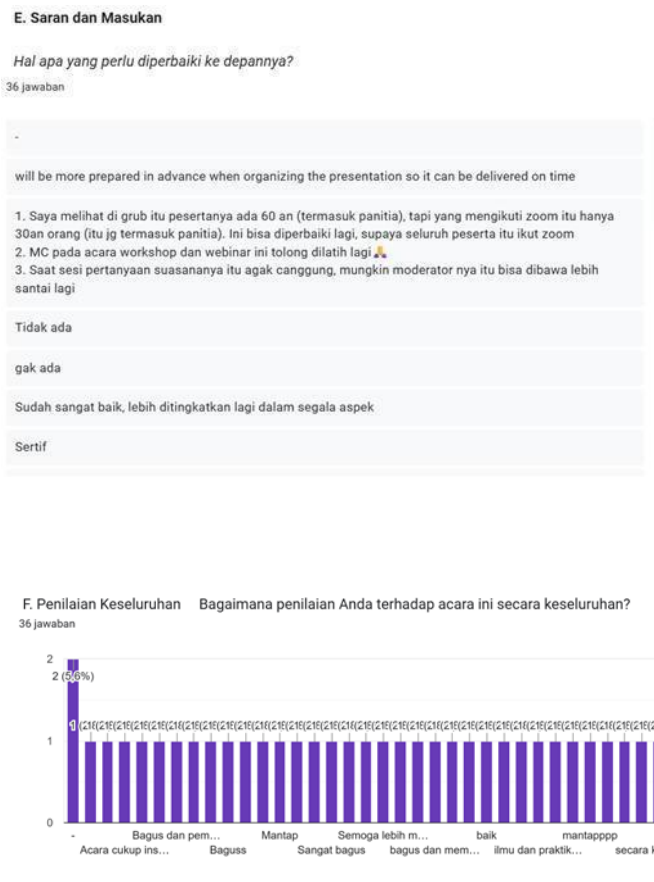 E. Saran dan Masukan
Hal apa yang perlu diperbaiki ke depannya?
36 jawaban
-
will be more prepared in advance when organizing the presentation so it can be delivered on time
1. Saya melihat di grub itu pesertanya ada 60 an (termasuk panitia), tapi yang mengikuti zoom itu hanya
30an orang (itu jg termasuk panitia). Ini bisa diperbaiki lagi, supaya seluruh peserta itu ikut zoom
2. MC pada acara workshop dan webinar ini tolong dilatih lagi🙏
3. Saat sesi pertanyaan suasananya itu agak canggung, mungkin moderator nya itu bisa dibawa lebih
santai lagi
Tidak ada
gak ada
Sudah sangat baik, lebih ditingkatkan lagi dalam segala aspek
Sertif
F. Penilaian Keseluruhan Bagaimana penilaian Anda terhadap acara ini secara keseluruhan?
36 jawaban
2
2 (5,6%)
1
0
- Bagus dan pem... Mantap Semoga lebih m... baik mantapppp
Acara cukup ins... Baguss Sangat bagus bagus dan mem... ilmu dan praktik... secara